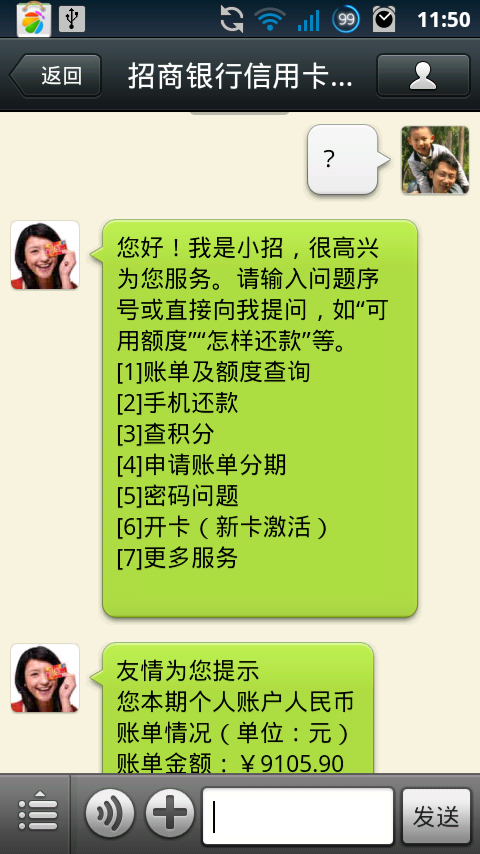 99
11:50
返回
招商银行信用卡...
?
您好！我是小招，很高兴
为您服务。请输入问题序
号或直接向我提问，如“可
用额度”“怎样还款”等。
[1]账单及额度查询
[2]手机还款
[3]查积分
[4]申请账单分期
[5]密码问题
[6]开卡（新卡激活）
[7]更多服务
友情为您提示
您本期个人账户人民币
账单情况（单位：元）
账单金额：￥9105.90
发送